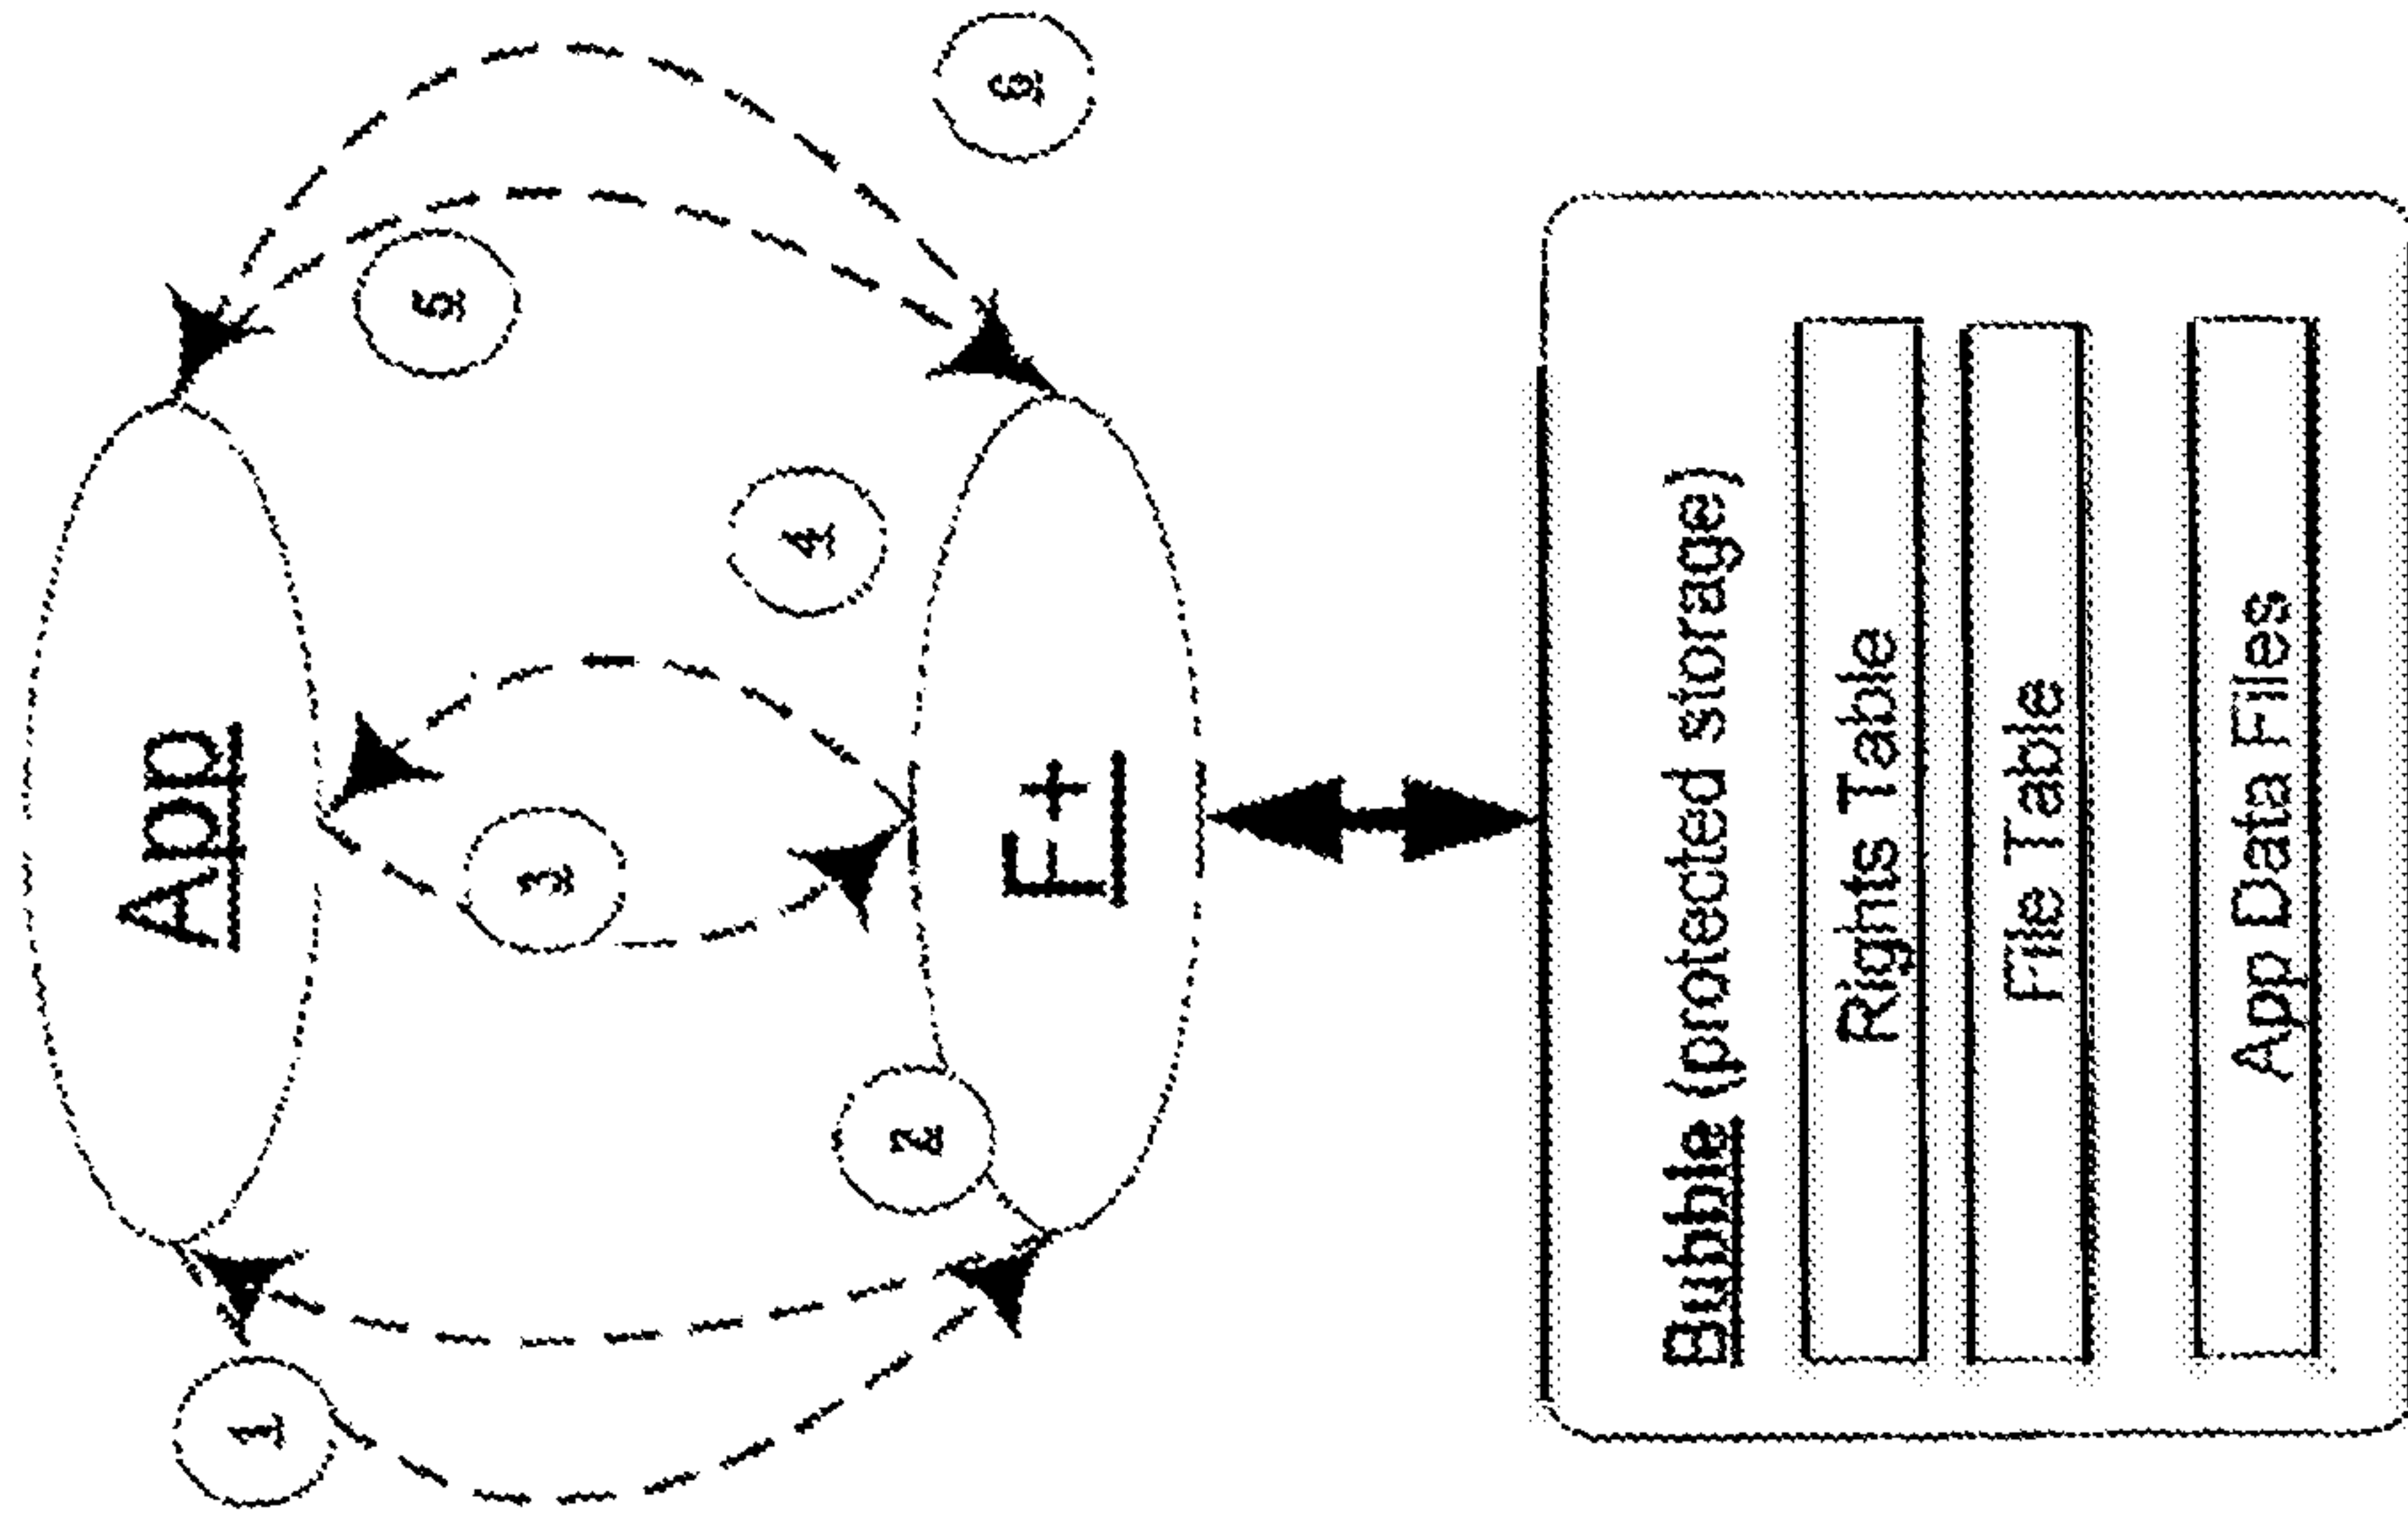 App
1
2
3
4
5
6
E+
Bubble (protected storage)
Rights Table
File Table
App Data Files